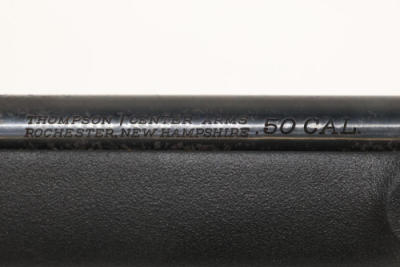 THOMPSON/CENTER ARMS
ROCHESTER, NEW HAMPSHIRE .50 CAL.